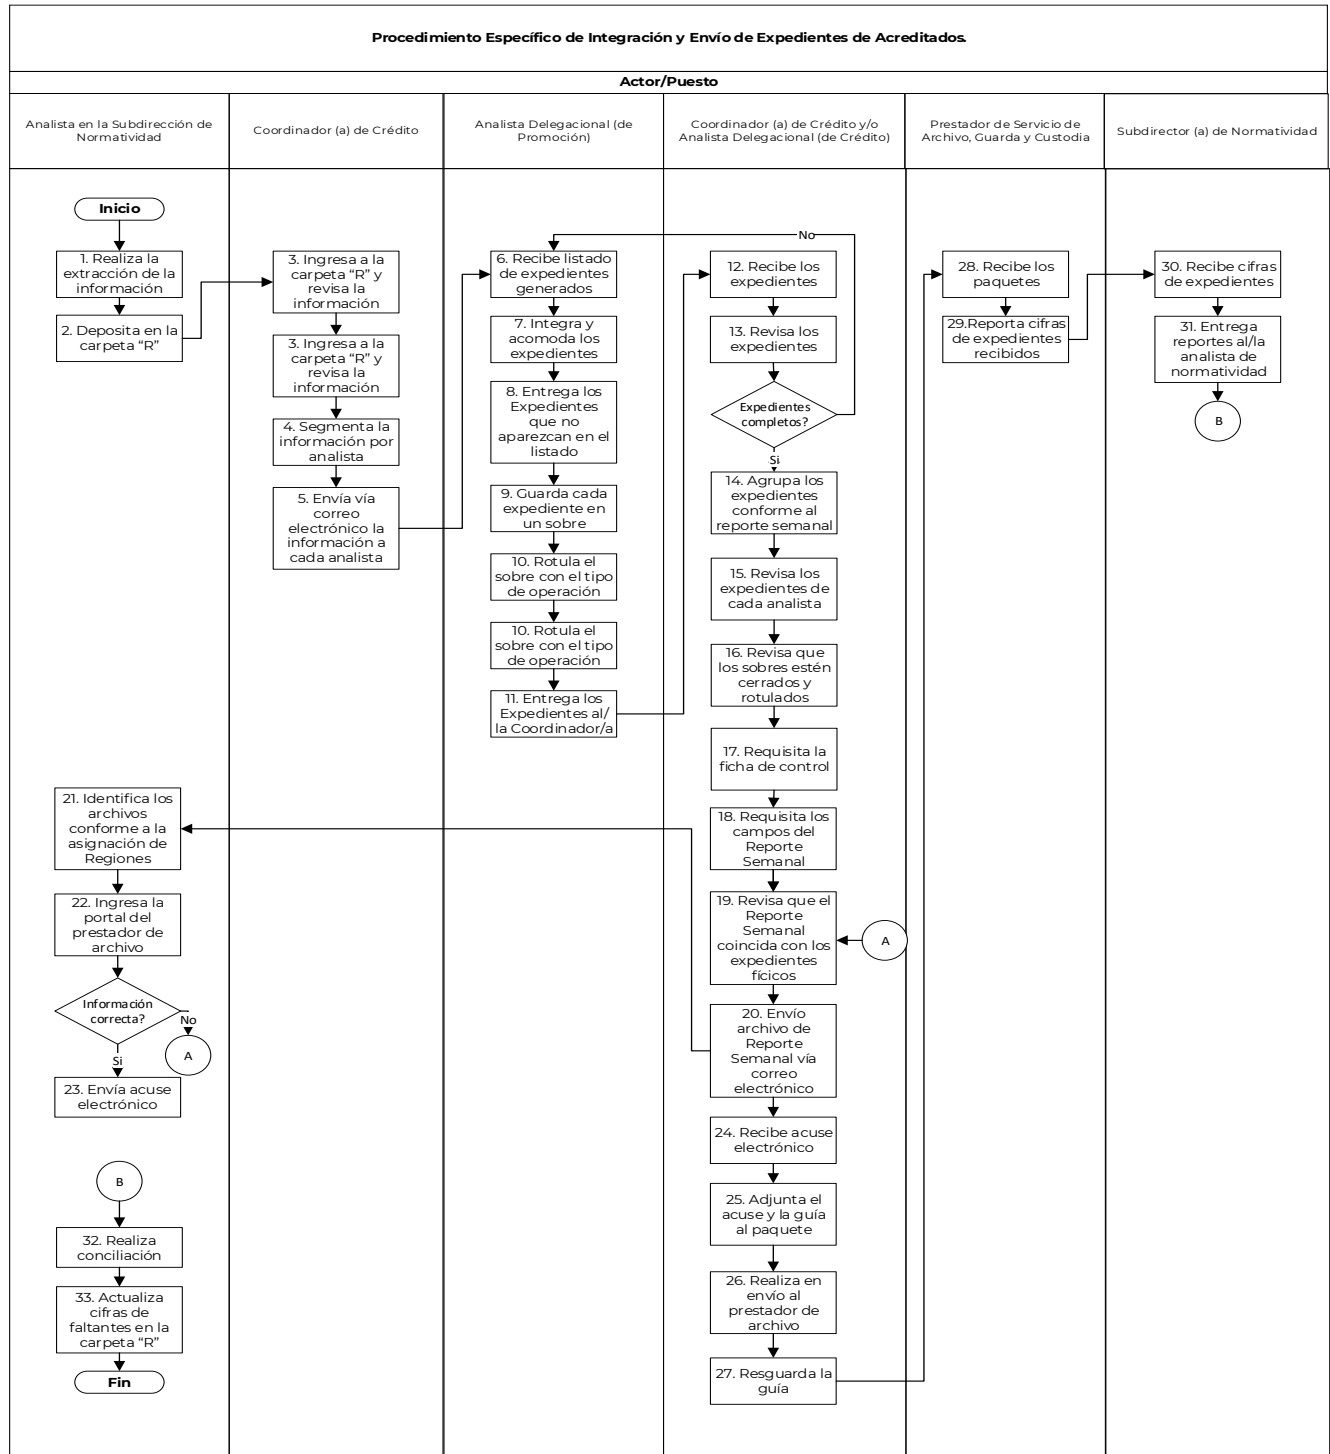 Procedimiento Específico de Integración y Envío de Expedientes de Acreditados.
Actor/Puesto
Analista en la Subdirección de
Normatividad
Coordinador (a) de Crédito
Analista Delegacional (de
Promoción)
Coordinador (a) de Crédito y/o
Analista Delegacional (de Crédito)
Prestador de Servicio de
Archivo, Guarda y Custodia
Subdirector (a) de Normatividad
Inicio
1. Realiza la
extracción de la
información
2. Deposita en la
carpeta “R”
3. Ingresa a la
carpeta “R” y
revisa la
información
3. Ingresa a la
carpeta “R” y
revisa la
información
4. Segmenta la
información por
analista
5. Envía vía
correo
electrónico la
información a
cada analista
6. Recibe listado
de expedientes
generados
7. Integra y
acomoda los
expedientes
8. Entrega los
Expedientes
que no
aparezcan en el
listado
9. Guarda cada
expediente en
un sobre
10. Rotula el
sobre con el tipo
de operación
10. Rotula el
sobre con el tipo
de operación
11. Entrega los
Expedientes al/
la Coordinador/a
No
12. Recibe los
expedientes
13. Revisa los
expedientes
Expedientes
completos?
Si
14. Agrupa los
expedientes
conforme al
reporte semanal
15. Revisa los
expedientes de
cada analista
16. Revisa que
los sobres estén
cerrados y
rotulados
17. Requisita la
ficha de control
18. Requisita los
campos del
Reporte
Semanal
19. Revisa que el
Reporte
Semanal
coincida con los
expedientes
fícicos
A
20. Envío
archivo de
Reporte
Semanal vía
correo
electrónico
21. Identifica los
archivos
conforme a la
asignación de
Regiones
22. Ingresa la
portal del
prestador de
archivo
Información
correcta?
No
A
Si
23. Envía acuse
electrónico
24. Recibe acuse
electrónico
25. Adjunta el
acuse y la guía
al paquete
26. Realiza en
envío al
prestador de
archivo
27. Resguarda la
guía
28. Recibe los
paquetes
29.Reporta cifras
de expedientes
recibidos
30. Recibe cifras
de expedientes
31. Entrega
reportes al/la
analista de
normatividad
B
B
32. Realiza
conciliación
33. Actualiza
cifras de
faltantes en la
carpeta “R”
Fin